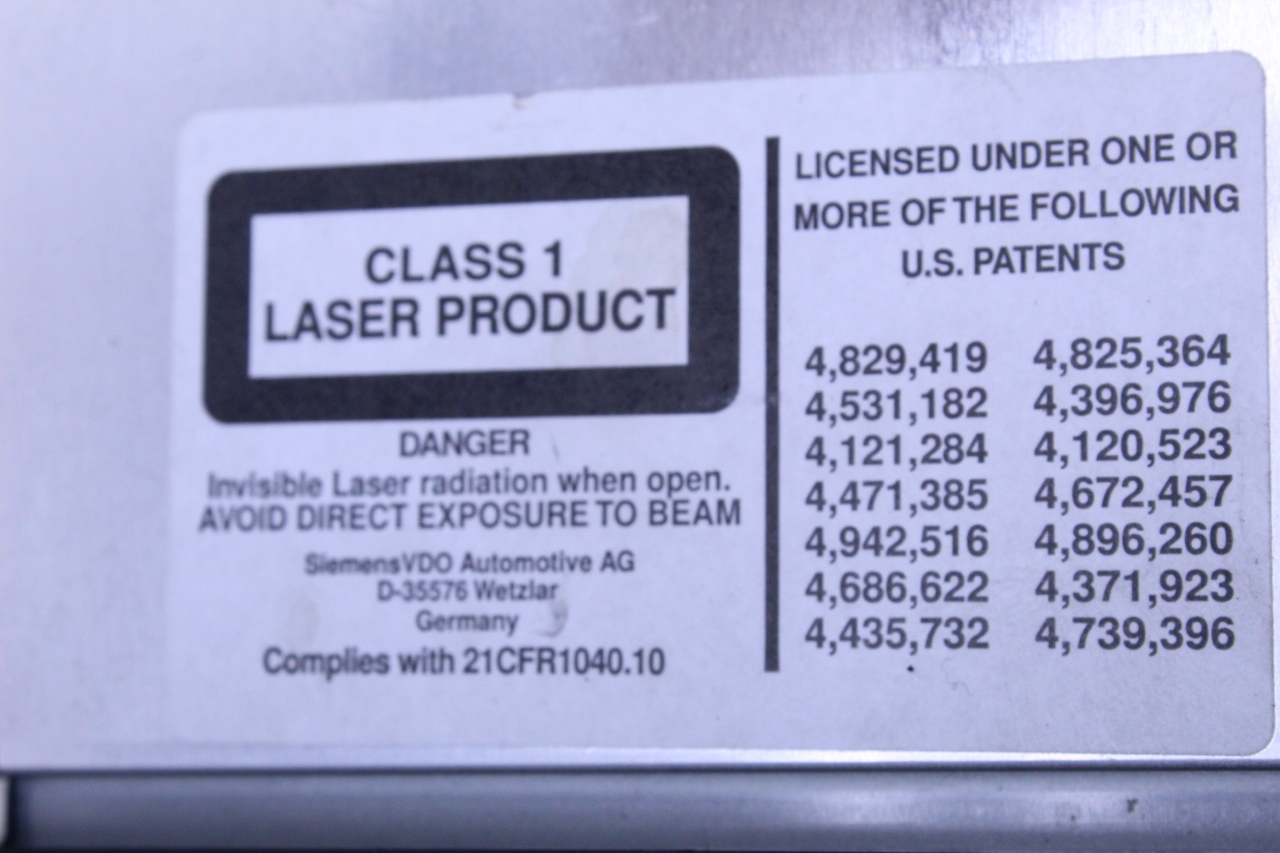 CLASS 1
LASER PRODUCT
DANGER
Invisible Laser radiation when open.
AVOID DIRECT EXPOSURE TO BEAM
SiemensVDO Automotive AG
D-35576 Wetzlar
Germany
Complies with 21CFR1040.10
LICENSED UNDER ONE OR
MORE OF THE FOLLOWING
U.S. PATENTS
4,829,419 4,825,364
4,531,182 4,396,976
4,121,284 4,120,523
4,471,385 4,672,457
4,942,516 4,896,260
4,686,622 4,371,923
4,435,732 4,739,396